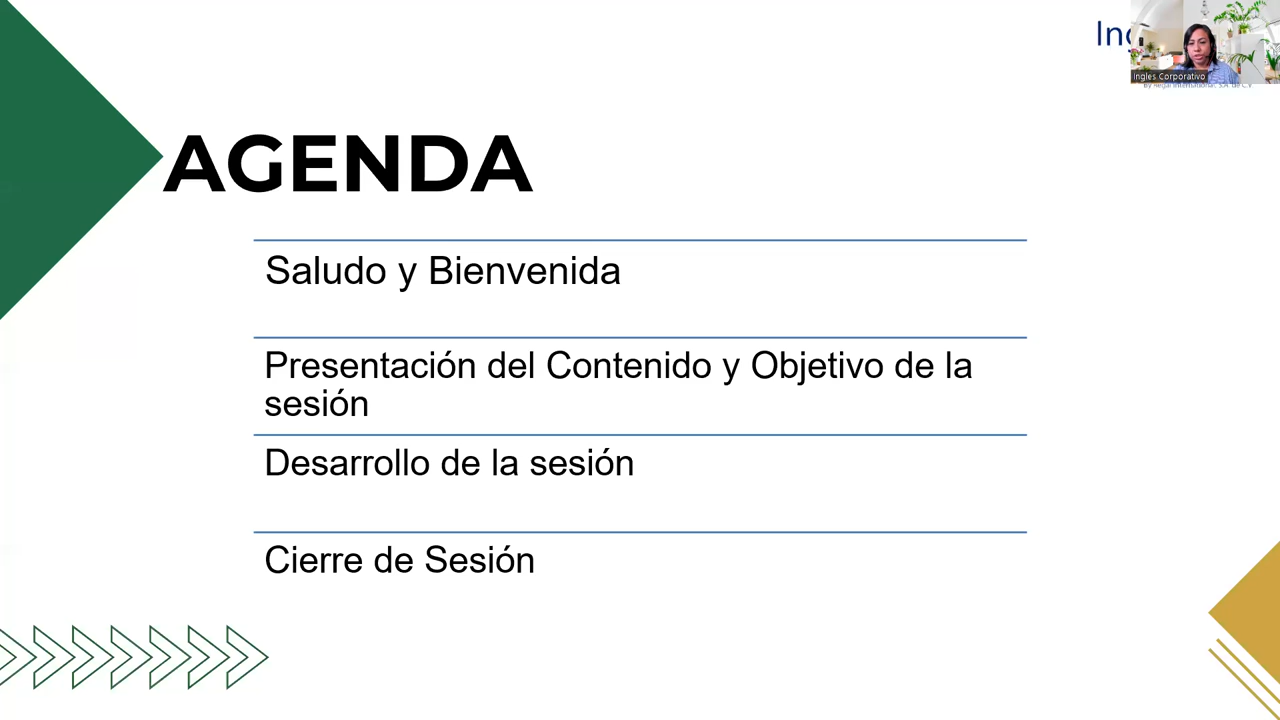 Ingles Corporativo
AGENDA
Saludo y Bienvenida
Presentación del Contenido y Objetivo de la
sesión
Desarrollo de la sesión
Cierre de Sesión